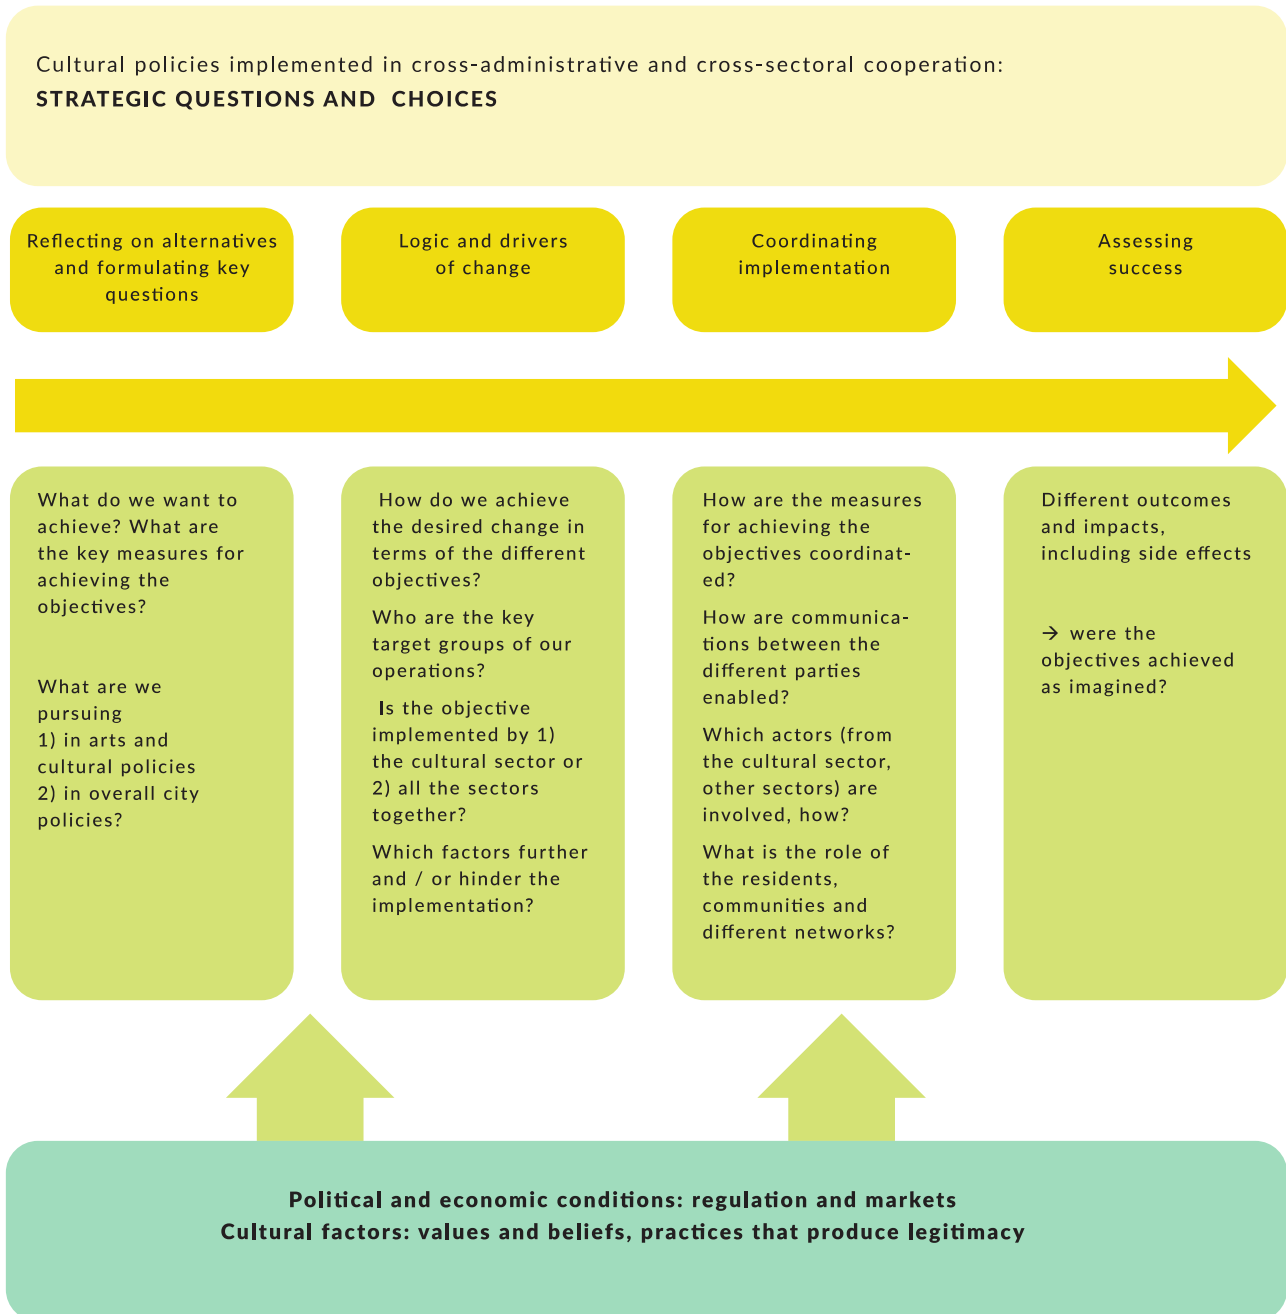 Cultural policies implemented in cross-administrative and cross-sectoral cooperation:
STRATEGIC QUESTIONS AND CHOICES
Reflecting on alternatives
and formulating key
questions
Logic and drivers
of change
Coordinating
implementation
Assessing
success
What do we want to
achieve? What are
the key measures for
achieving the
objectives?
What are we
pursuing
1) in arts and
cultural policies
2) in overall city
policies?
How do we achieve
the desired change in
terms of the different
objectives?
Who are the key
target groups of our
operations?
Is the objective
implemented by 1)
the cultural sector or
2) all the sectors
together?
Which factors further
and / or hinder the
implementation?
How are the measures
for achieving the
objectives coordinat-
ed?
How are communica-
tions between the
different parties
enabled?
Which actors (from
the cultural sector,
other sectors) are
involved, how?
What is the role of
the residents,
communities and
different networks?
Different outcomes
and impacts,
including side effects
→ were the
objectives achieved
as imagined?
Political and economic conditions: regulation and markets
Cultural factors: values and beliefs, practices that produce legitimacy